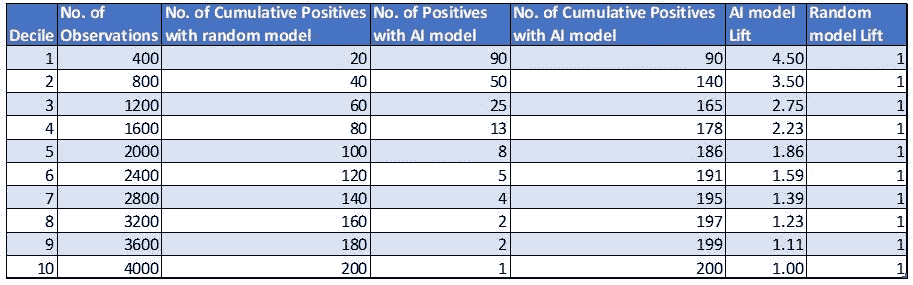 Decile No. of Observations No. of Cumulative Positives with random model No. of Positives with AI model No. of Cumulative Positives with AI model AI model Lift Random model Lift
1 400 20 90 90 4.50 1
2 800 40 50 140 3.50 1
3 1200 60 25 165 2.75 1
4 1600 80 13 178 2.23 1
5 2000 100 8 186 1.86 1
6 2400 120 5 191 1.59 1
7 2800 140 4 195 1.39 1
8 3200 160 2 197 1.23 1
9 3600 180 2 199 1.11 1
10 4000 200 1 200 1.00 1